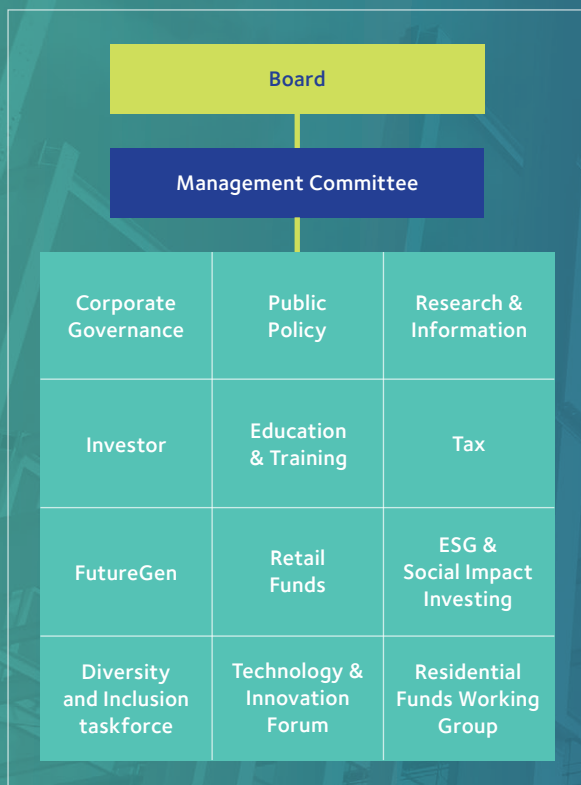 Board
Management Committee
Corporate
Governance
Public
Policy
Research &
Information
Investor
Education
& Training
Tax
FutureGen
Retail
Funds
ESG &
Social Impact
Investing
Diversity
and Inclusion
taskforce
Technology &
Innovation
Forum
Residential
Funds Working
Group